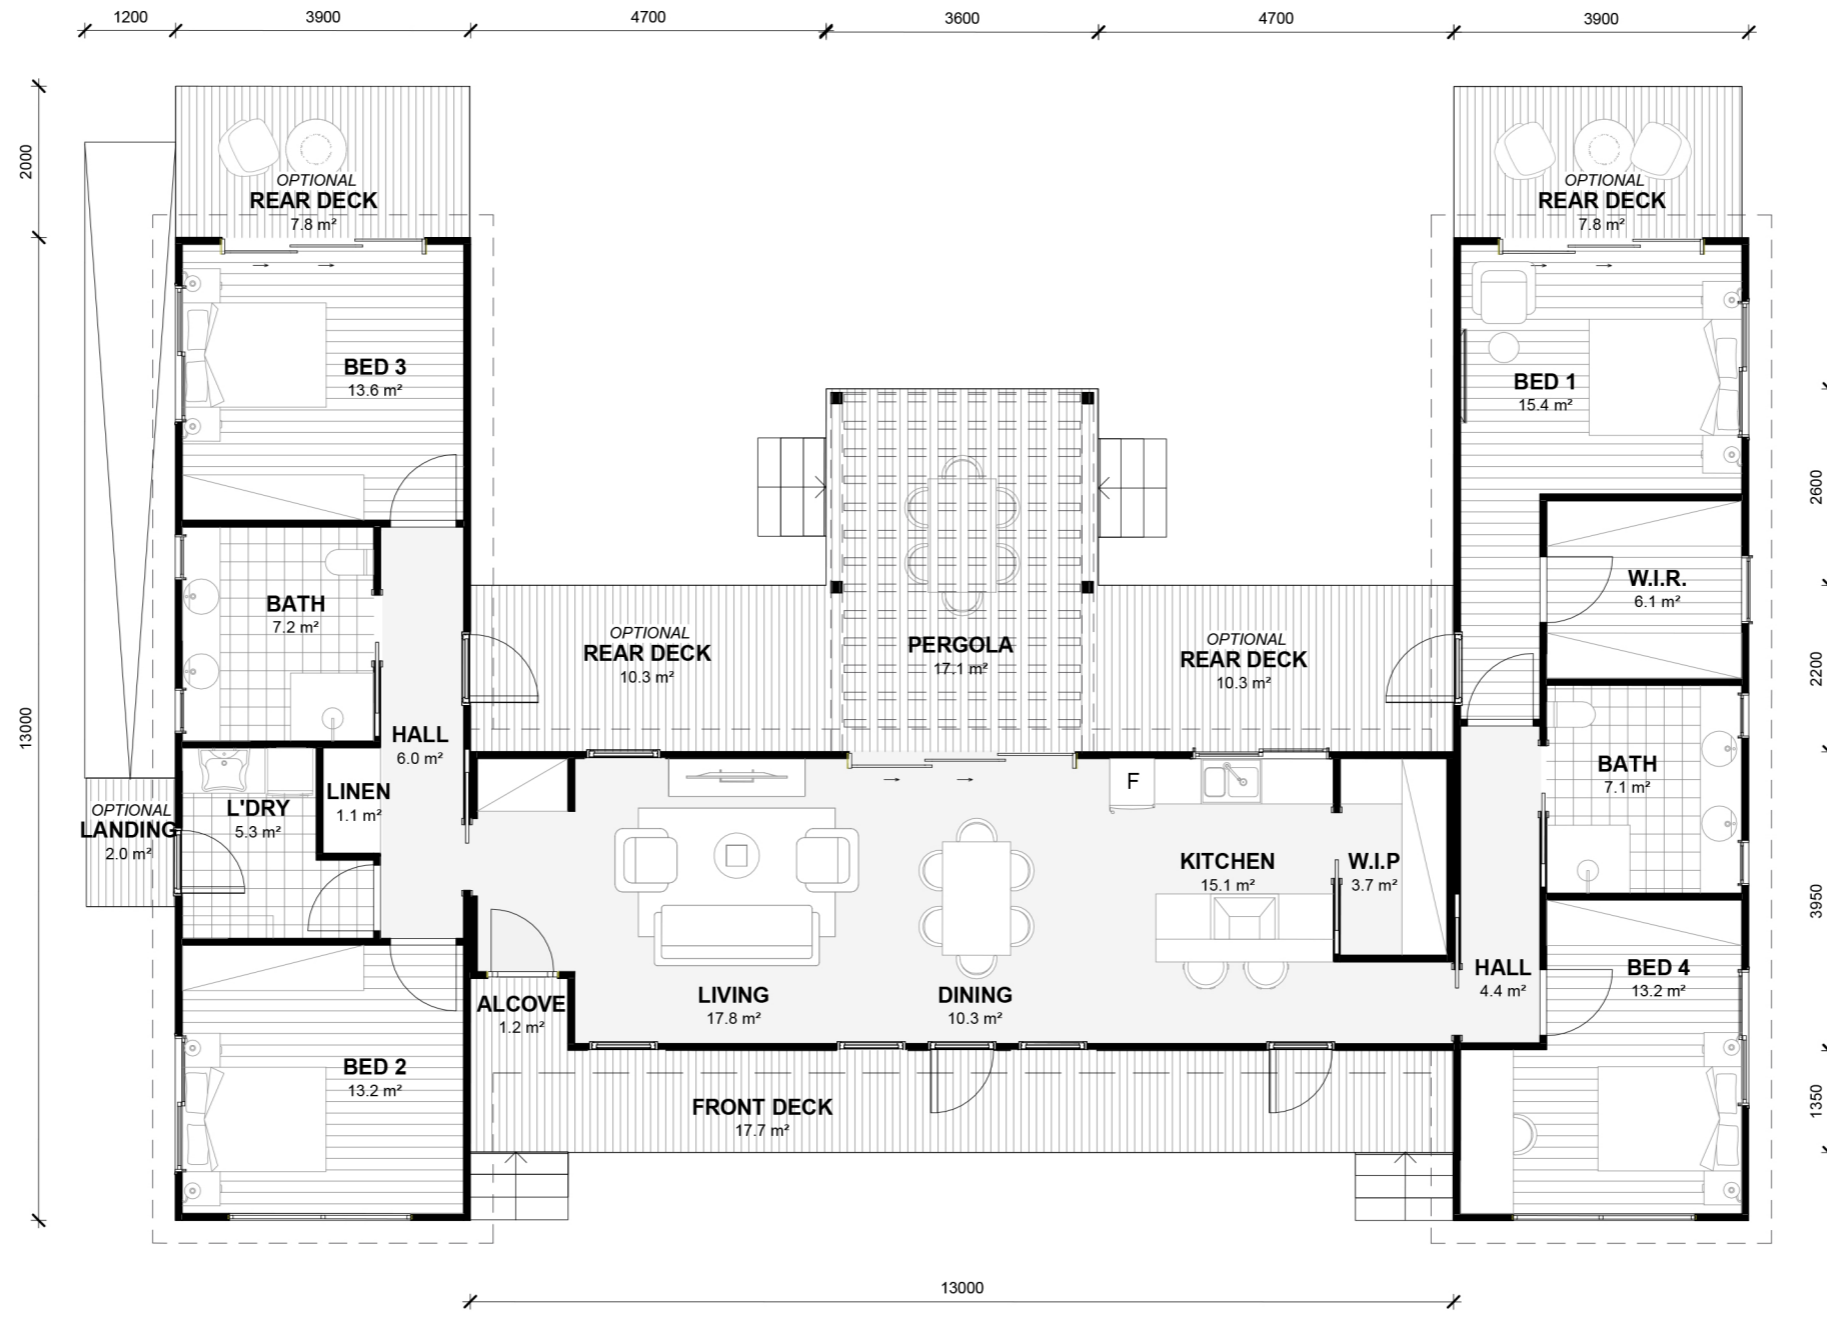 1200
3900
4700
3600
4700
3900
2000
13000
OPTIONAL
REAR DECK
7.8 m²
OPTIONAL
REAR DECK
7.8 m²
BED 3
13.6 m²
BED 1
15.4 m²
2600
W.I.R.
6.1 m²
BATH
7.2 m²
OPTIONAL
REAR DECK
10.3 m²
PERGOLA
17.1 m²
OPTIONAL
REAR DECK
10.3 m²
2200
HALL
6.0 m²
BATH
7.1 m²
LINEN
1.1 m²
L'DRY
5.3 m²
OPTIONAL
LANDING
2.0 m²
F
KITCHEN
15.1 m²
W.I.P
3.7 m²
3950
ALCOVE
1.2 m²
LIVING
17.8 m²
DINING
10.3 m²
HALL
4.4 m²
BED 4
13.2 m²
BED 2
13.2 m²
FRONT DECK
17.7 m²
1350
13000